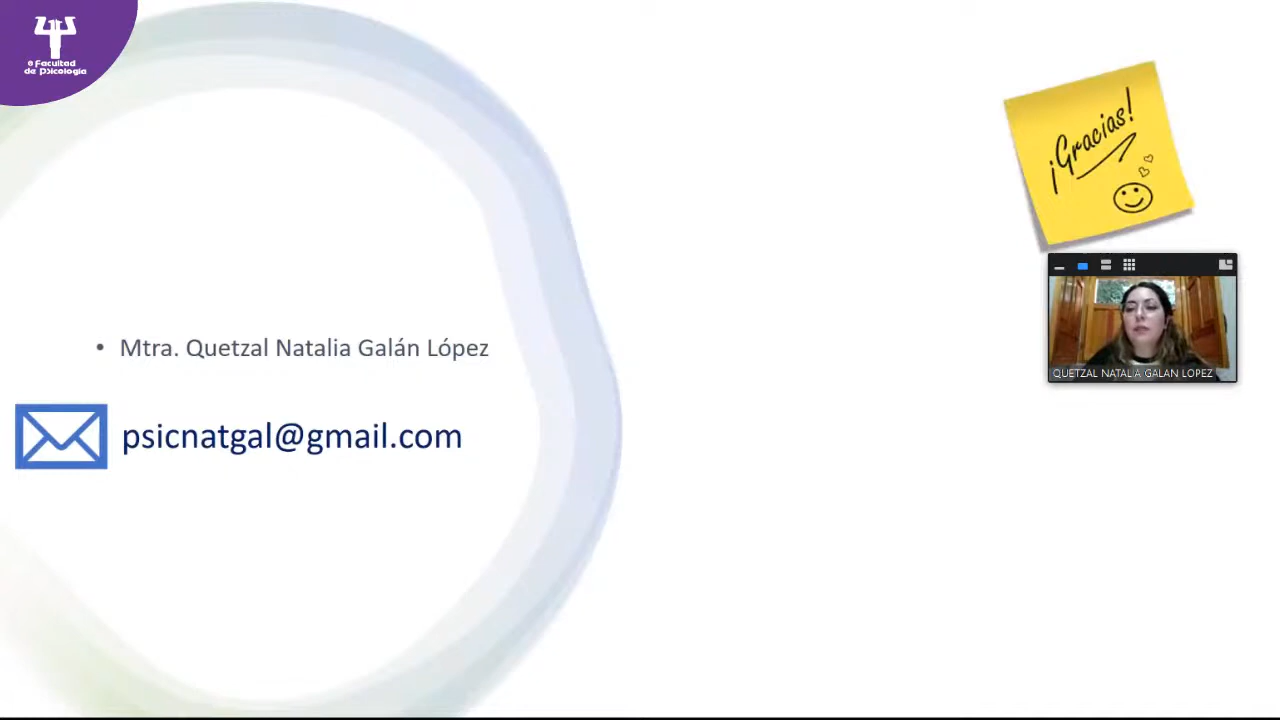 ® Facultad
de Psicología
¡Gracias!
QUETZAL NATALIA GALAN LOPEZ
• Mtra. Quetzal Natalia Galán López
psicnatgal@gmail.com